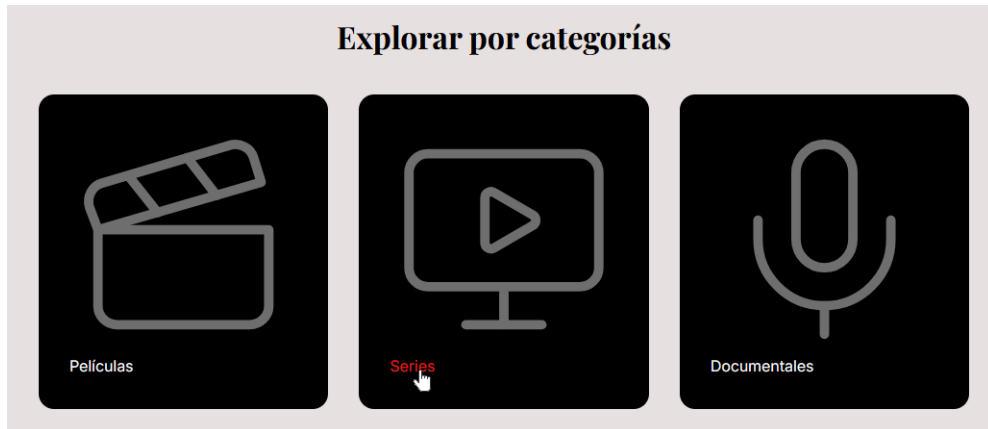 Explorar por categorías
Películas
Series
Documentales